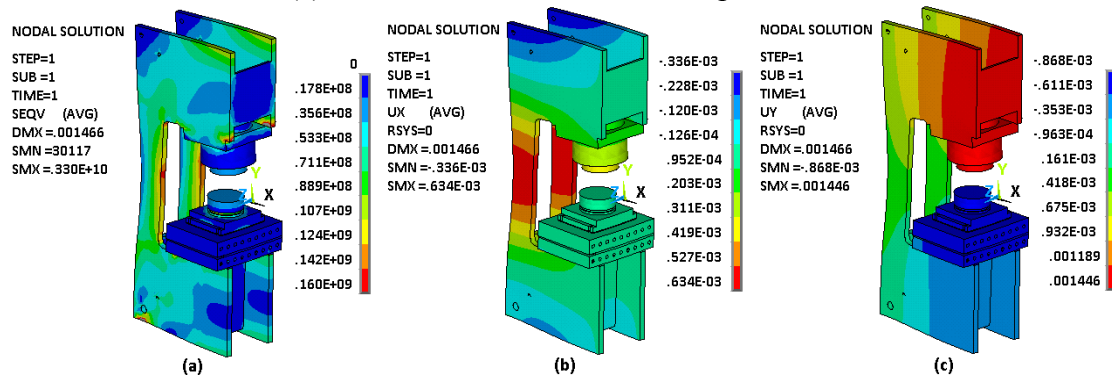 NODAL SOLUTION
STEP=1
SUB =1
TIME=1
SEQV (AVG)
DMX =.001466
SMN =30117
SMX =.330E+10
0
.178E+08
.356E+08
.533E+08
.711E+08
.889E+08
.107E+09
.124E+09
.142E+09
.160E+09
Y
Z
X
(a)
NODAL SOLUTION
STEP=1
SUB =1
TIME=1
UX (AVG)
RSYS=0
DMX =.001466
SMN =-.336E-03
SMX =.634E-03
-.336E-03
-.228E-03
-.120E-03
-.126E-04
.952E-04
.203E-03
.311E-03
.419E-03
.527E-03
.634E-03
Y
Z
X
(b)
NODAL SOLUTION
STEP=1
SUB =1
TIME=1
UY (AVG)
RSYS=0
DMX =.001466
SMN =-.868E-03
SMX =.001446
-.868E-03
-.611E-03
-.353E-03
-.963E-04
.161E-03
.418E-03
.675E-03
.932E-03
.001189
.001446
Y
Z
X
(c)